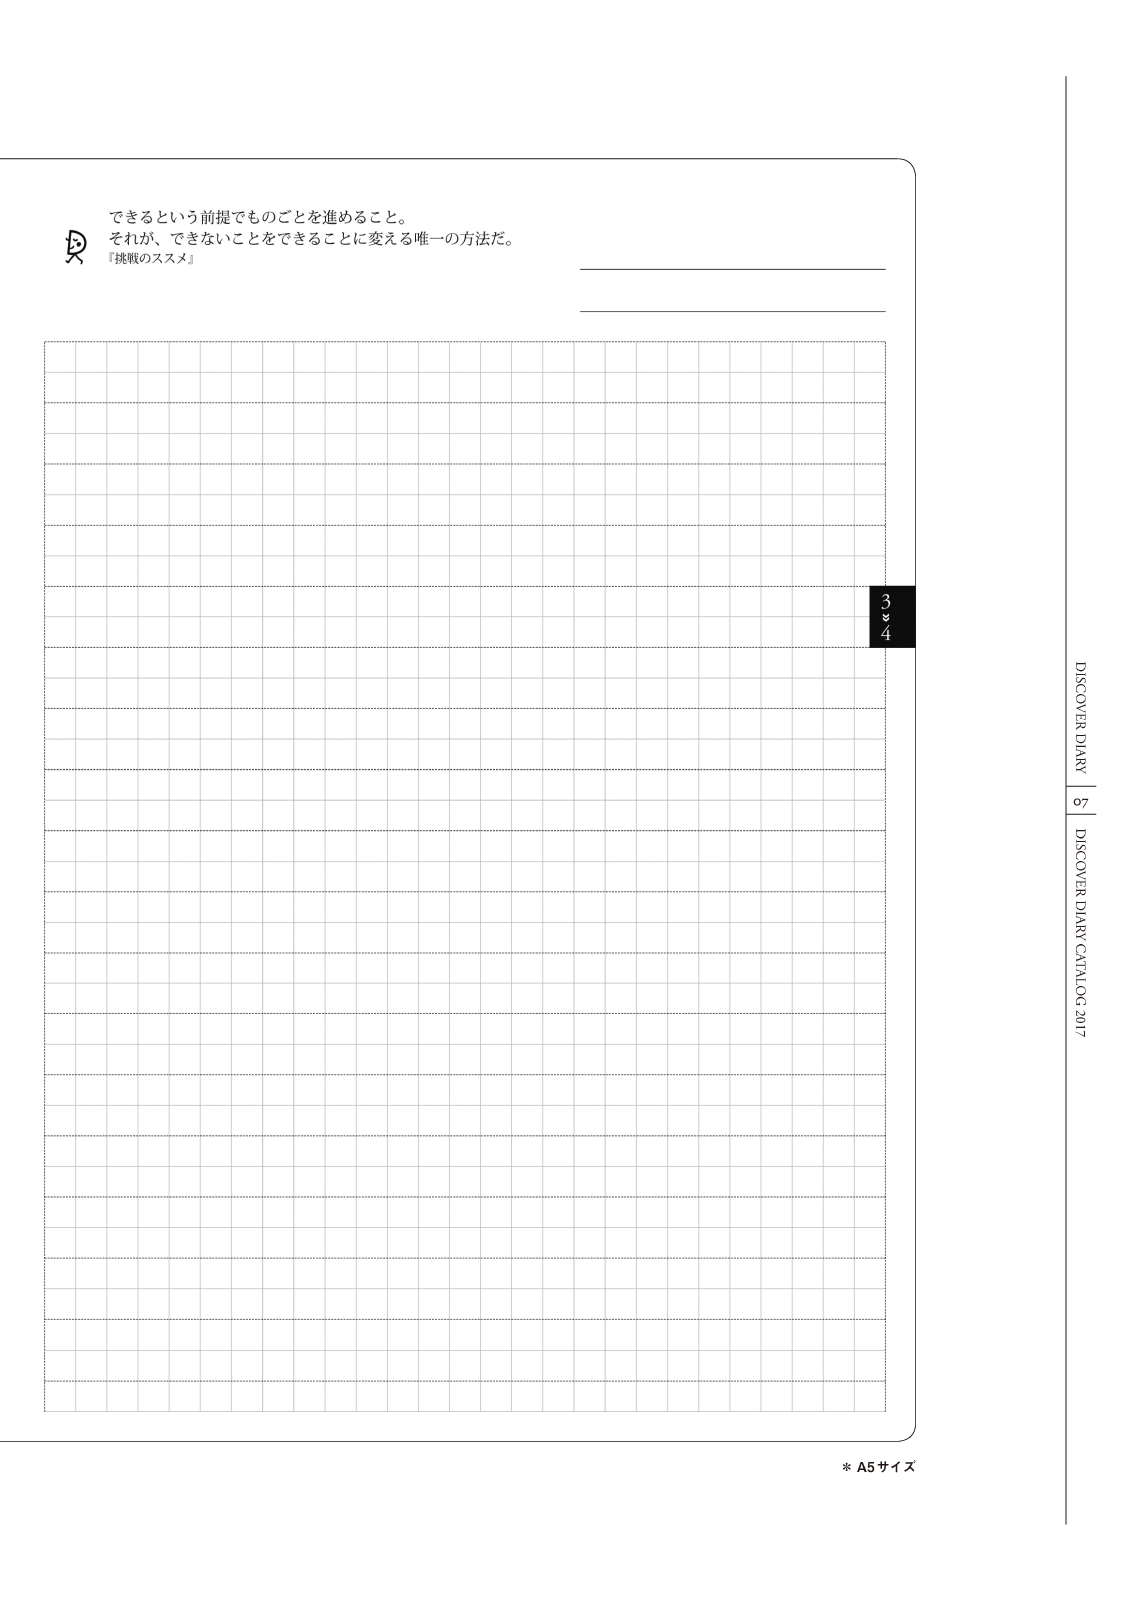 できるという前提でものごとを進めること。
それが、できないことをできることに変える唯一の方法だ。
『挑戦のススメ』
3
4
DISCOVER DIARY
07
DISCOVER DIARY CATALOG 2017
* A5サイズ